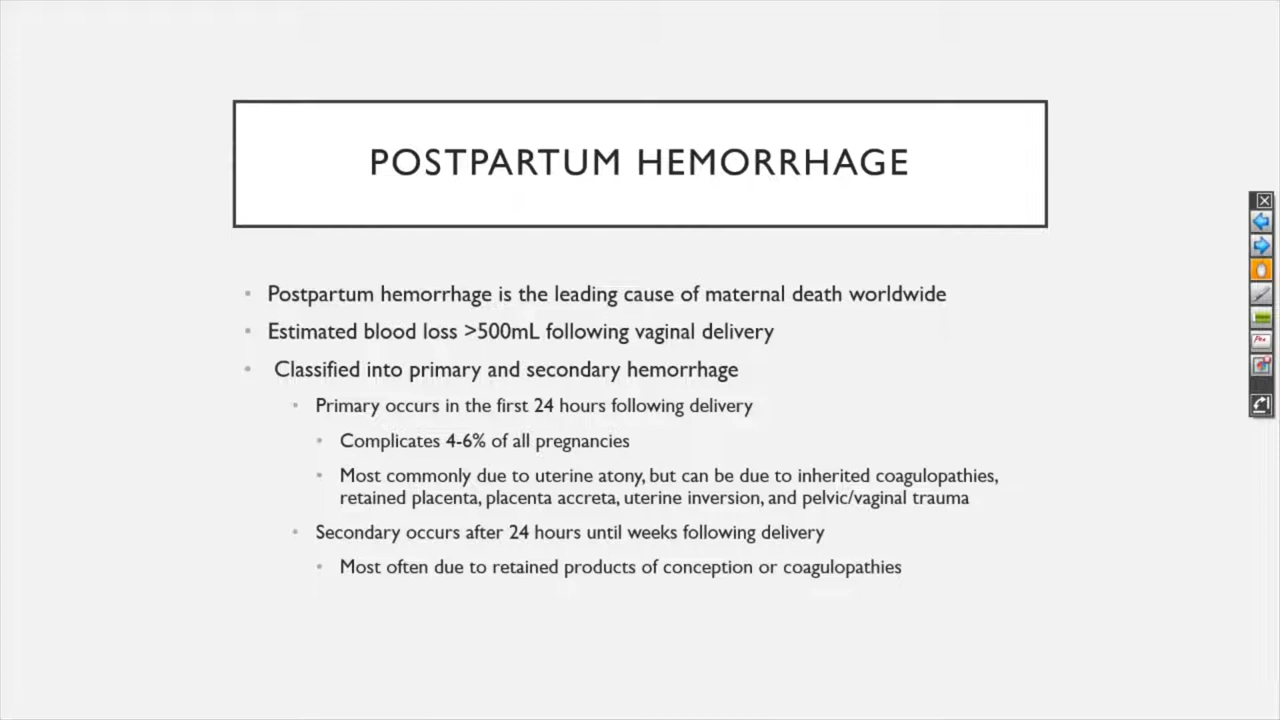 POSTPARTUM HEMORRHAGE
Postpartum hemorrhage is the leading cause of maternal death worldwide
Estimated blood loss >500mL following vaginal delivery
Classified into primary and secondary hemorrhage
Primary occurs in the first 24 hours following delivery
Complicates 4-6% of all pregnancies
Most commonly due to uterine atony, but can be due to inherited coagulopathies,
retained placenta, placenta accreta, uterine inversion, and pelvic/vaginal trauma
Secondary occurs after 24 hours until weeks following delivery
Most often due to retained products of conception or coagulopathies